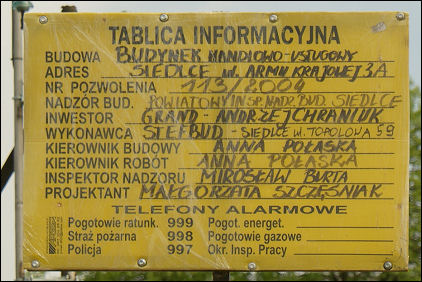 TABLICA INFORMACYJNA
BUDOWA BUDYNEK HANDLOWO-USŁUGOWY
ADRES SIEDLCE ul. ARMII KRAJOWEJ 3A
NR POZWOLENIA 113/2004
NADZÓR BUD. POWIATOWY INSP. NADZ. BUD. SIEDLCE
INWESTOR GRAND - ANDRZEJ CHRANIUK
WYKONAWCA STEFBUD - SIEDLCE ul. TOPOLOWA 59
KIEROWNIK BUDOWY ANNA POŁASKA
KIEROWNIK ROBÓT ANNA POŁASKA
INSPEKTOR NADZORU MIROSŁAW BURTA
PROJEKTANT MAŁGORZATA SZCZĘŚNIAK
TELEFONY ALARMOWE
Pogotowie ratunk. 999 Pogot. energet.
Straż pożarna 998 Pogotowie gazowe
Policja 997 Okr. Insp. Pracy